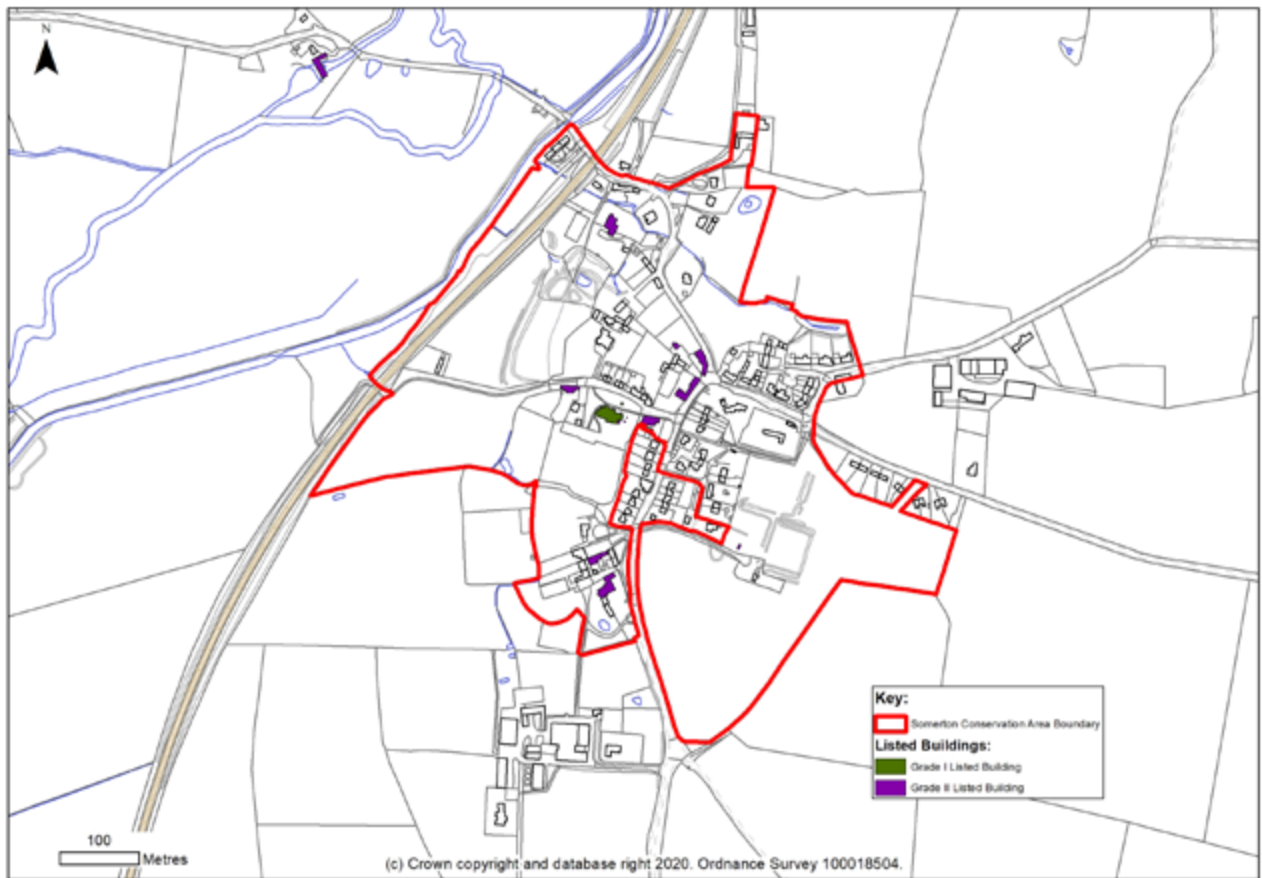 N
Key:
Somerton Conservation Area Boundary
Listed Buildings:
Grade I Listed Building
Grade II Listed Building
100
Metres
(c) Crown copyright and database right 2020. Ordnance Survey 100018504.